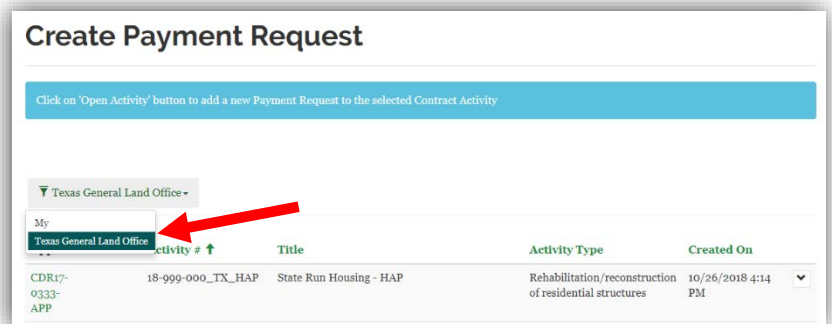 Create Payment Request
Click on 'Open Activity' button to add a new Payment Request to the selected Contract Activity
Texas General Land Office
My
Texas General Land Office
Activity # ↑ Title Activity Type Created On
CDR17- 18-999-000_TX_HAP State Run Housing - HAP Rehabilitation/reconstruction 10/26/2018 4:14
0333- of residential structures PM
APP